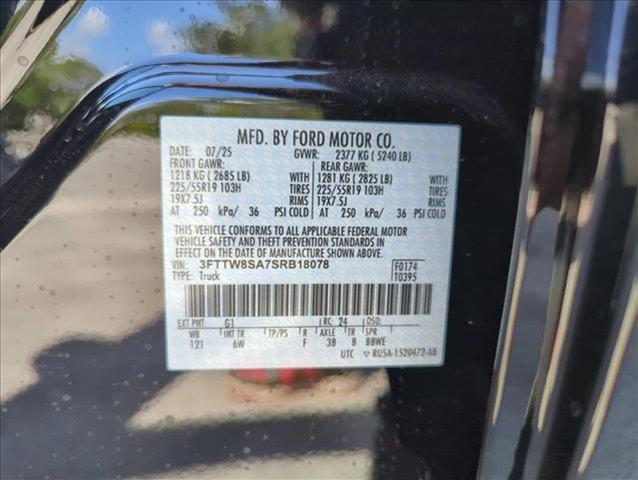 MFD. BY FORD MOTOR CO.
DATE: 07/25 GVWR: 2377 KG ( 5240 LB)
FRONT GAWR: REAR GAWR:
1218 KG ( 2685 LB) WITH 1281 KG ( 2825 LB) WITH
225/55R19 103H TIRES 225/55R19 103H TIRES
19X7.5J RIMS 19X7.5J RIMS
AT 250 kPa/ 36 PSI COLD AT 250 kPa/ 36 PSI COLD
THIS VEHICLE CONFORMS TO ALL APPLICABLE FEDERAL MOTOR
VEHICLE SAFETY AND THEFT PREVENTION STANDARDS IN
EFFECT ON THE DATE OF MANUFACTURE SHOWN ABOVE.
VIN: 3FTTW8SA7SRB18078 F0174
TYPE: Truck T0395
EXT PNT: G1 RC: 24 DSO:
WB INT TR TP/PS R AXLE TR SPR
121 6W F 38 B BBWE
UTC ▽ RU5A-1520472-AB